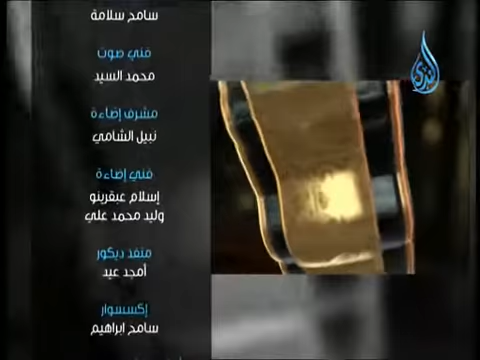 سامح سلامة
فني صوت
محمد السيد
مشرف إضاءة
نبيل الشامي
فني إضاءة
إسلام عبقرينو
وليد محمد علي
منفذ ديكور
أمجد عيد
إكسسوار
سامح ابراهيم
الندى